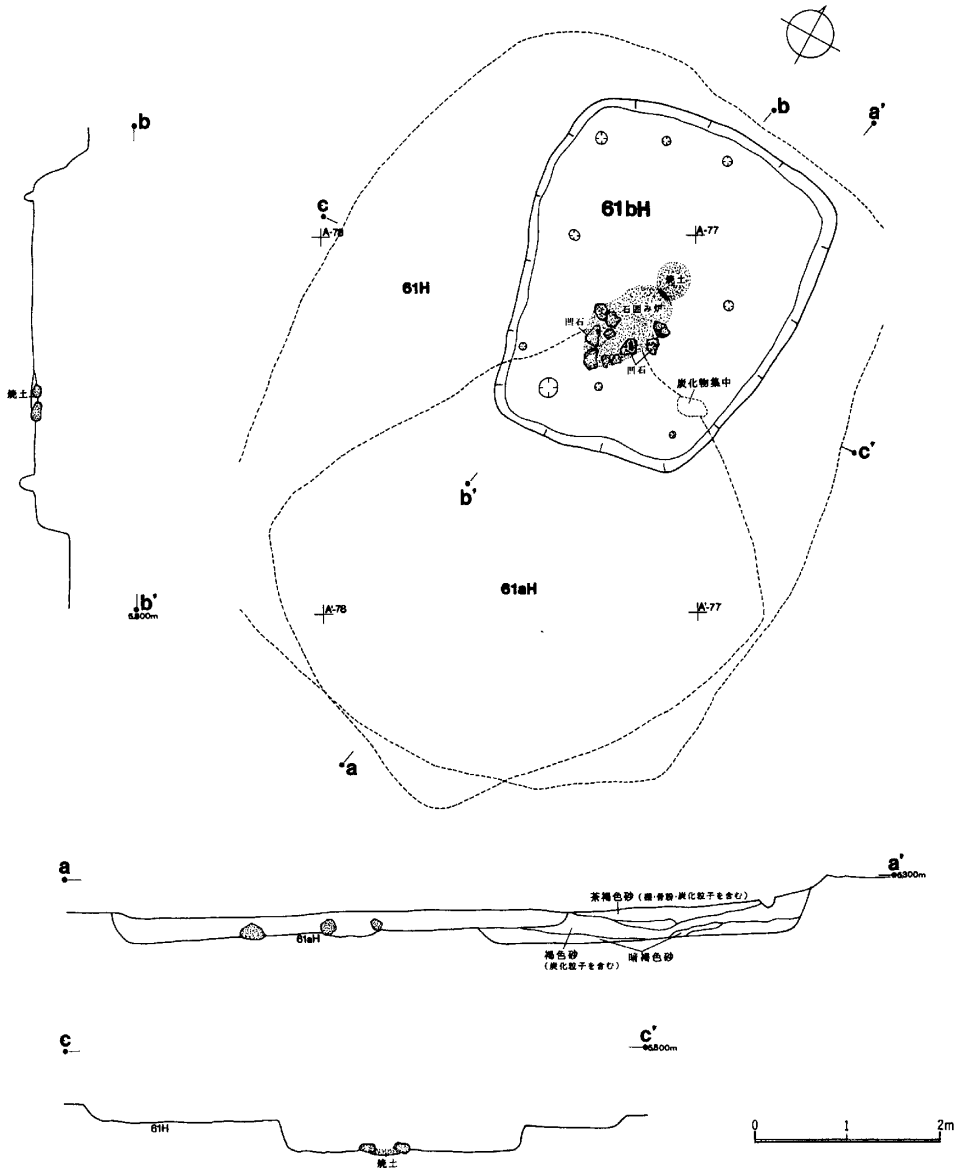 b
a'
b
c
A-78
61bH
A-77
61H
焼土
石囲み炉
凹石
凹石
焼土
炭化物集中
c'
b'
61aH
A'-78
A'-77
b'
a
a
a'
茶褐色砂(礫・骨粉・炭化粒子を含む)
61aH
褐色砂
(炭化粒子を含む)
暗褐色砂
c
c'
61H
焼土
0 1 2m